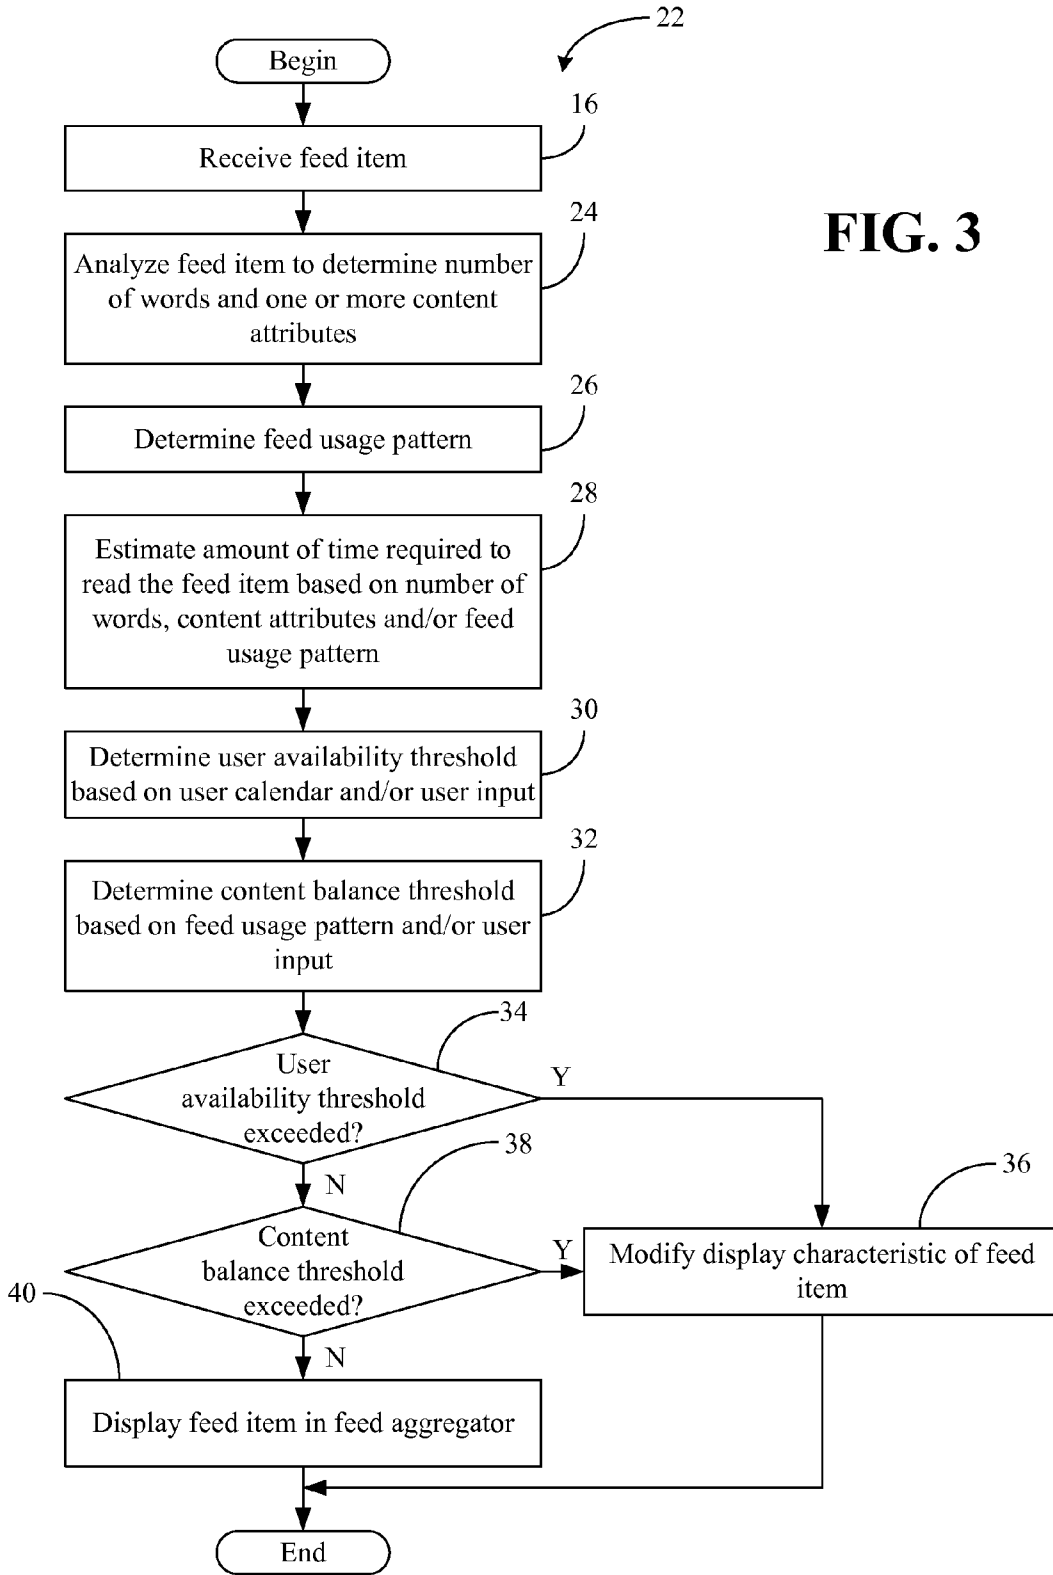 22
Begin
16
Receive feed item
FIG. 3
24
Analyze feed item to determine number
of words and one or more content
attributes
26
Determine feed usage pattern
28
Estimate amount of time required to
read the feed item based on number of
words, content attributes and/or feed
usage pattern
30
Determine user availability threshold
based on user calendar and/or user input
32
Determine content balance threshold
based on feed usage pattern and/or user
input
34
User
availability threshold
exceeded?
Y
N
38
36
Content
balance threshold
exceeded?
Y
Modify display characteristic of feed
item
40
N
Display feed item in feed aggregator
End